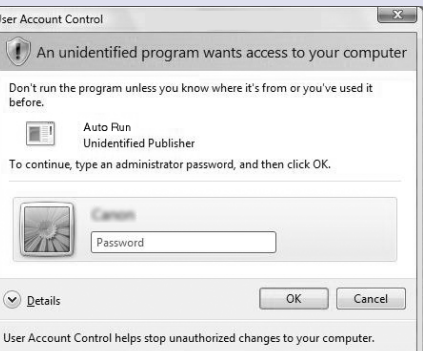 User Account Control
An unidentified program wants access to your computer
Don't run the program unless you know where it's from or you've used it
before.
Auto Run
Unidentified Publisher
To continue, type an administrator password, and then click OK.
Canon
Password
Details
OK
Cancel
User Account Control helps stop unauthorized changes to your computer.